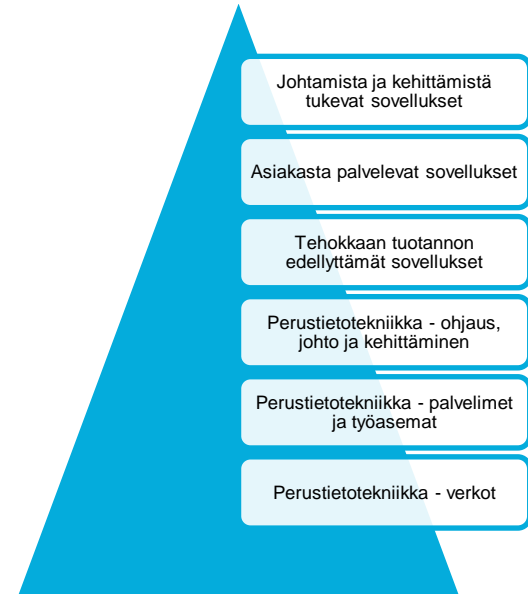 Johtamista ja kehittämistä
tukevat sovellukset
Asiakasta palvelevat sovellukset
Tehokkaan tuotannon
edellyttämät sovellukset
Perustietotekniikka - ohjaus,
johto ja kehittäminen
Perustietotekniikka - palvelimet
ja työasemat
Perustietotekniikka - verkot